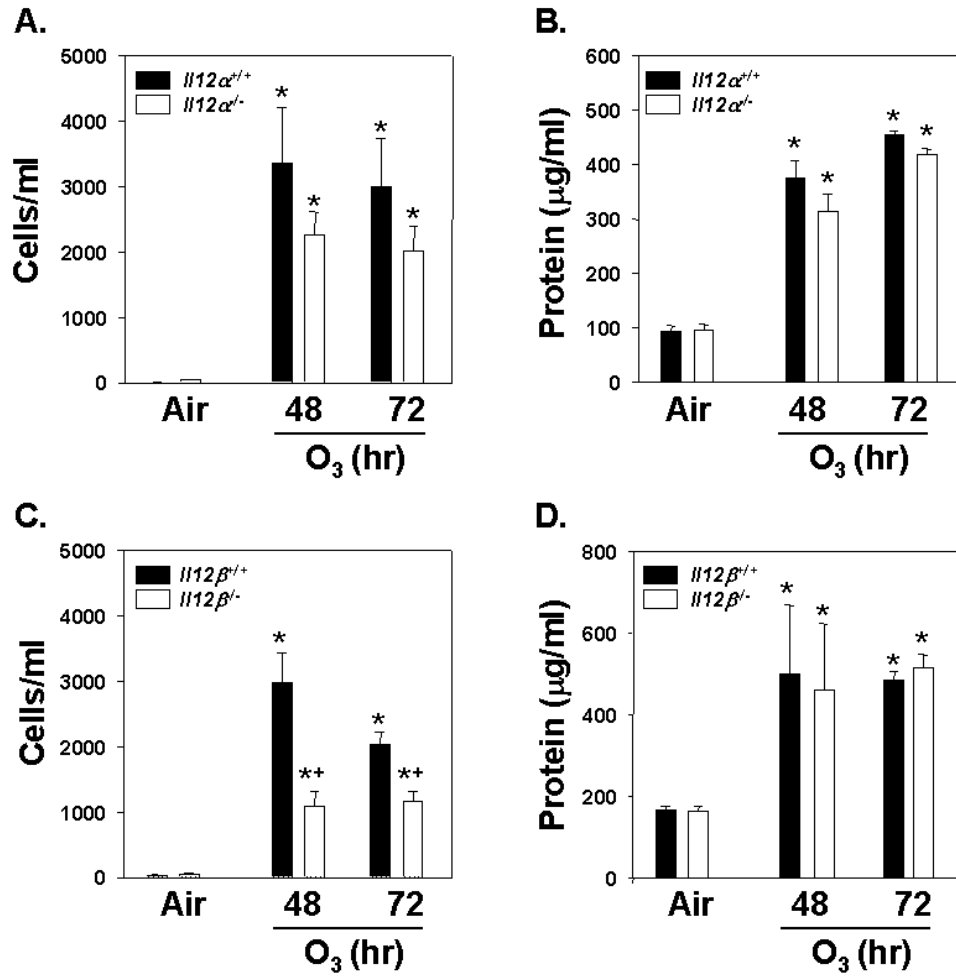 A.
5000
4000
3000
2000
1000
0
Cells/ml
Il12α+/+
Il12α-/-
*
*
*
*
Air
48
72
O3 (hr)
B.
600
500
400
300
200
100
0
Protein (µg/ml)
Il12α+/+
Il12α-/-
*
*
*
*
Air
48
72
O3 (hr)
C.
5000
4000
3000
2000
1000
0
Cells/ml
Il12β+/+
Il12β-/-
*
*+
*
*+
Air
48
72
O3 (hr)
D.
800
600
400
200
0
Protein (µg/ml)
Il12β+/+
Il12β-/-
*
*
*
*
Air
48
72
O3 (hr)